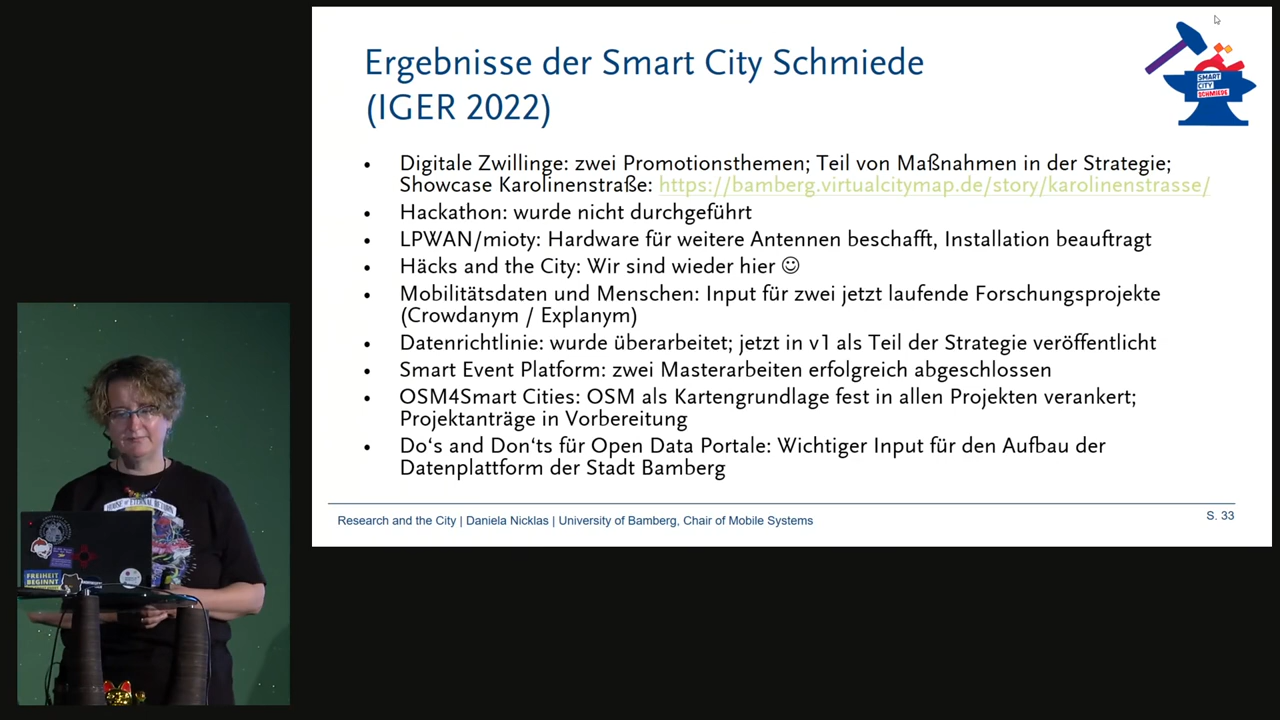 Ergebnisse der Smart City Schmiede
(IGER 2022)
SMART
CITY
SCHMIEDE
• Digitale Zwillinge: zwei Promotionsthemen; Teil von Maßnahmen in der Strategie;
Showcase Karolinenstraße: https://bamberg.virtualcitymap.de/story/karolinenstrasse/
• Hackathon: wurde nicht durchgeführt
• LPWAN/mioty: Hardware für weitere Antennen beschafft, Installation beauftragt
• Häcks and the City: Wir sind wieder hier ☺
• Mobilitätsdaten und Menschen: Input für zwei jetzt laufende Forschungsprojekte
(Crowdanym / Explanym)
• Datenrichtlinie: wurde überarbeitet; jetzt in v1 als Teil der Strategie veröffentlicht
• Smart Event Platform: zwei Masterarbeiten erfolgreich abgeschlossen
• OSM4Smart Cities: OSM als Kartengrundlage fest in allen Projekten verankert;
Projektanträge in Vorbereitung
• Do‘s and Don‘ts für Open Data Portale: Wichtiger Input für den Aufbau der
Datenplattform der Stadt Bamberg
Research and the City | Daniela Nicklas | University of Bamberg, Chair of Mobile Systems
S. 33
FREIHEIT
BEGINNT